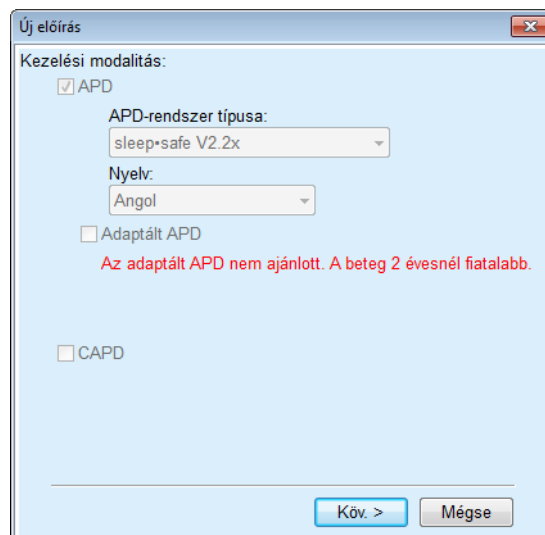 Új előírás
Kezelési modalitás:
APD
APD-rendszer típusa:
sleep•safe V2.2x
Nyelv:
Angol
Adaptált APD
Az adaptált APD nem ajánlott. A beteg 2 évesnél fiatalabb.
CAPD
Köv. >
Mégse